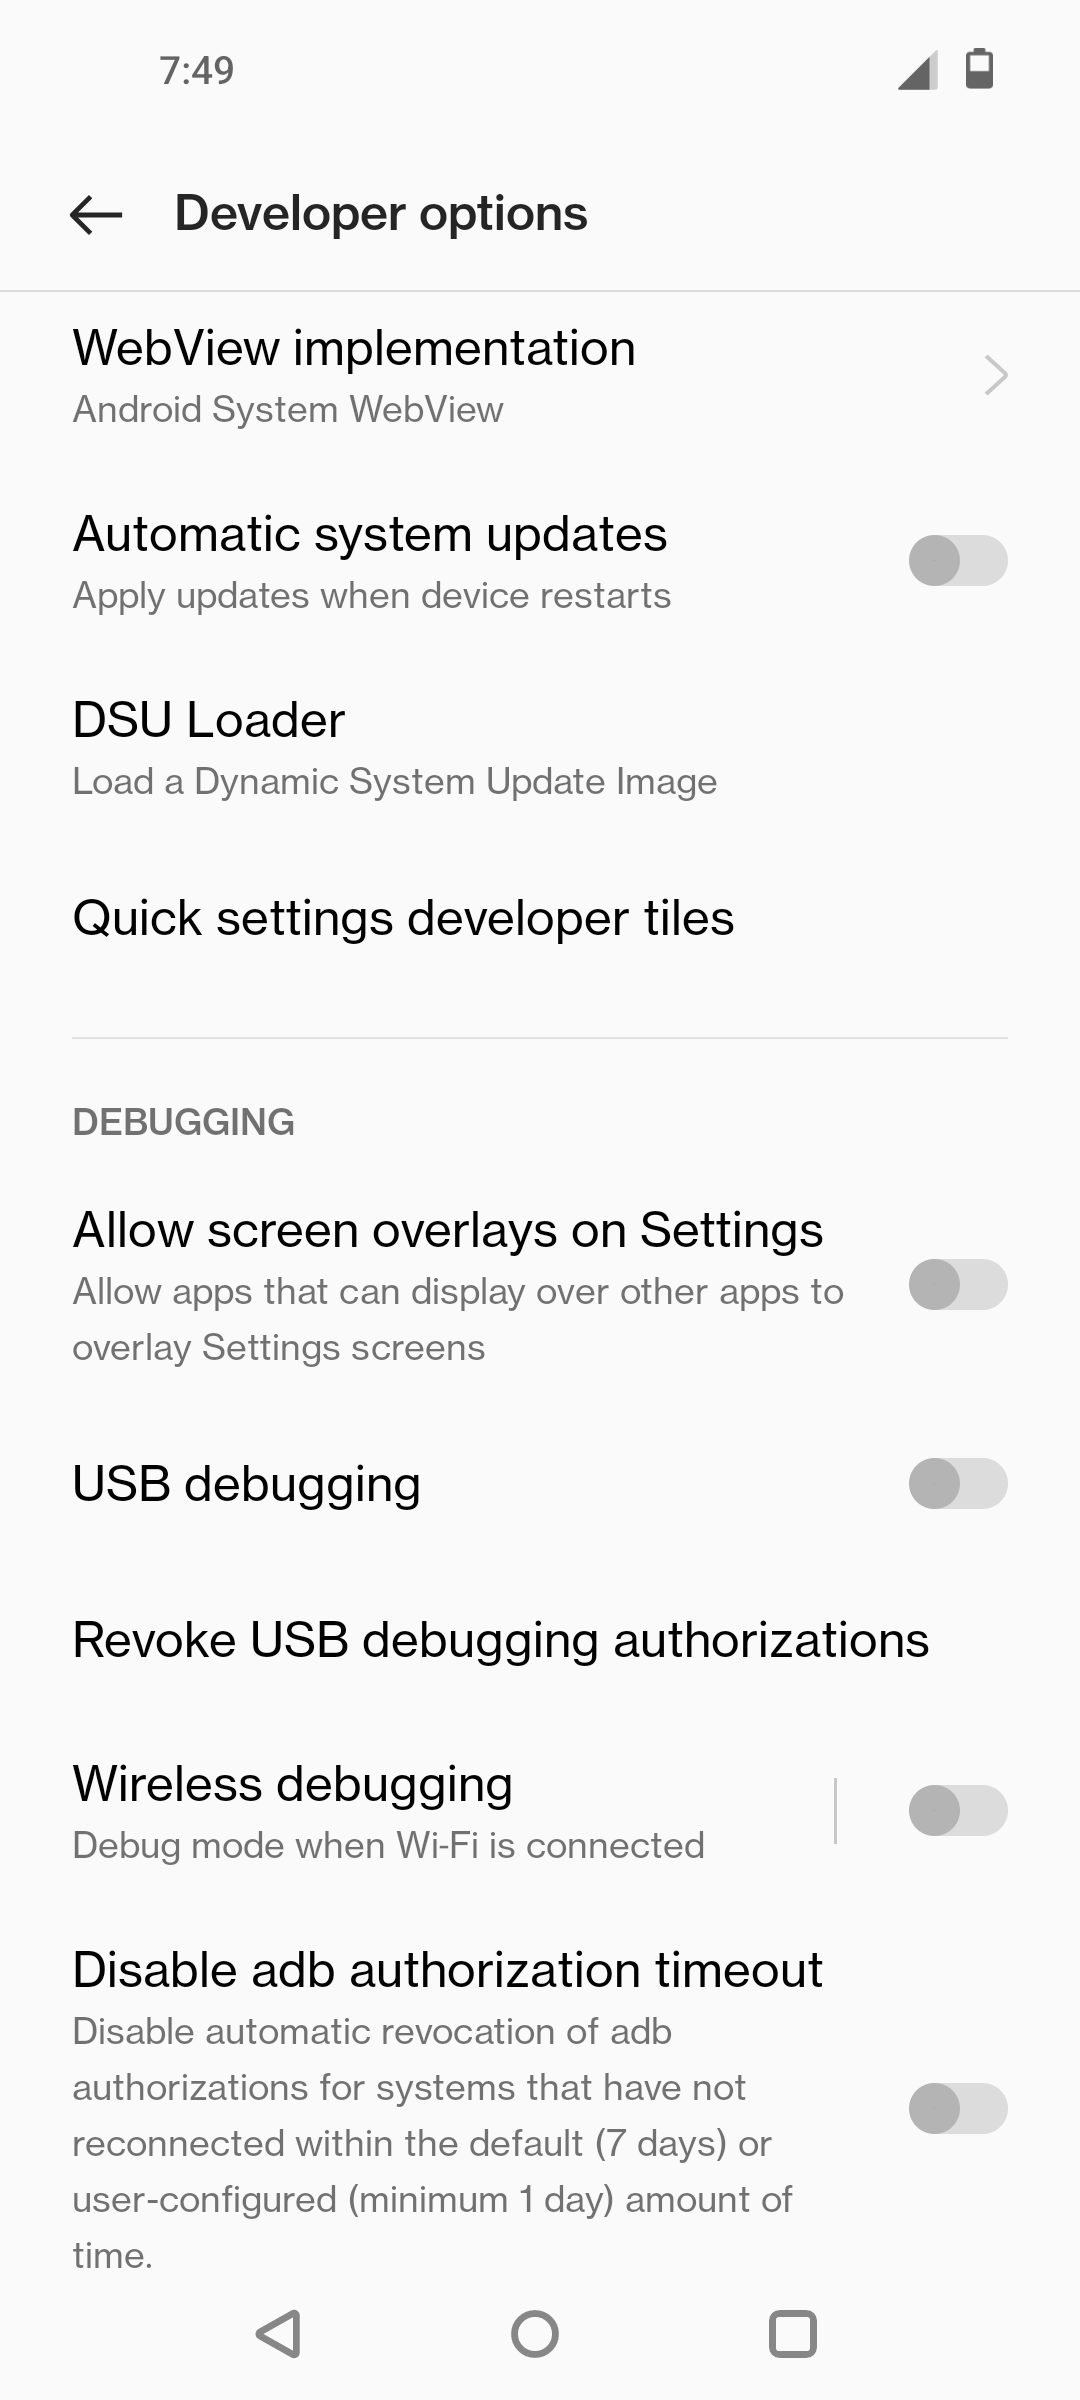 7:49
Developer options
WebView implementation
Android System WebView
Automatic system updates
Apply updates when device restarts
DSU Loader
Load a Dynamic System Update Image
Quick settings developer tiles
DEBUGGING
Allow screen overlays on Settings
Allow apps that can display over other apps to
overlay Settings screens
USB debugging
Revoke USB debugging authorizations
Wireless debugging
Debug mode when Wi-Fi is connected
Disable adb authorization timeout
Disable automatic revocation of adb
authorizations for systems that have not
reconnected within the default (7 days) or
user-configured (minimum 1 day) amount of
time.